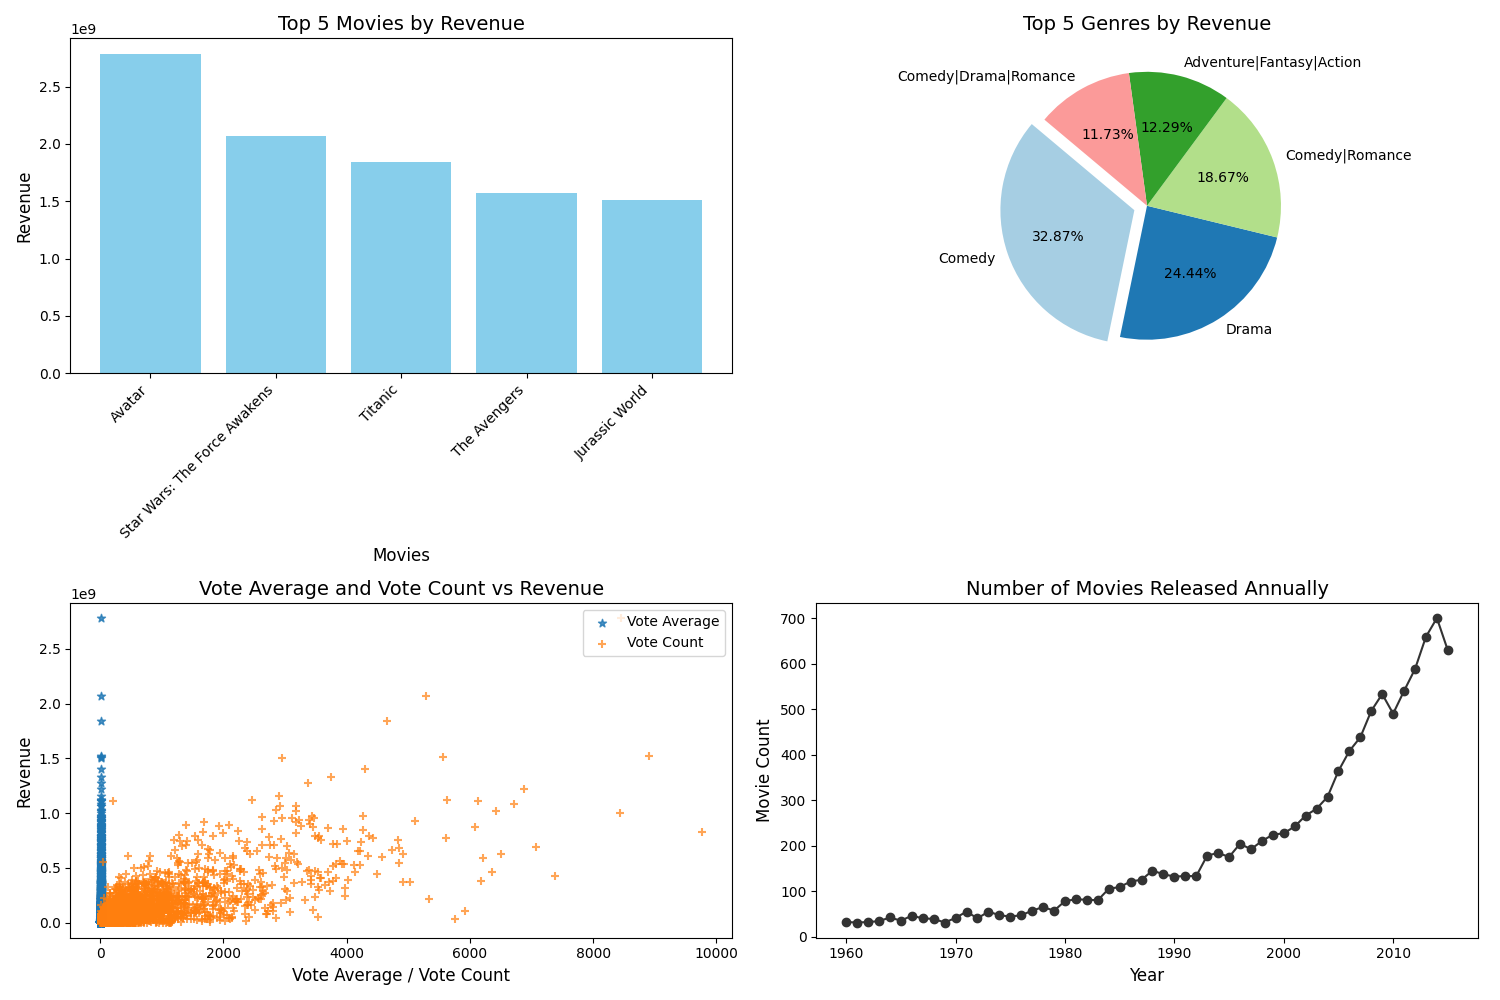 Top 5 Movies by Revenue
1e9
2.5
2.0
1.5
1.0
0.5
0.0
Revenue
Avatar
Star Wars: The Force Awakens
Titanic
The Avengers
Jurassic World
Movies
Top 5 Genres by Revenue
Adventure|Fantasy|Action
Comedy|Drama|Romance
12.29%
11.73%
Comedy|Romance
18.67%
32.87%
Comedy
24.44%
Drama
Vote Average and Vote Count vs Revenue
1e9
Vote Average
Vote Count
2.5
2.0
1.5
1.0
0.5
0.0
Revenue
0 2000 4000 6000 8000 10000
Vote Average / Vote Count
Number of Movies Released Annually
700
600
500
400
300
200
100
0
Movie Count
1960 1970 1980 1990 2000 2010
Year